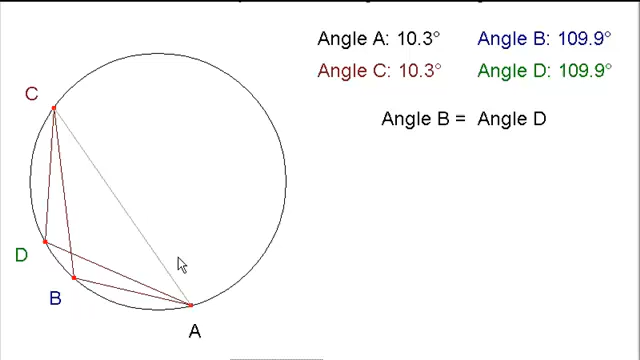 Angle A: 10.3° Angle B: 109.9°
Angle C: 10.3° Angle D: 109.9°
Angle B = Angle D
C
D
B
A